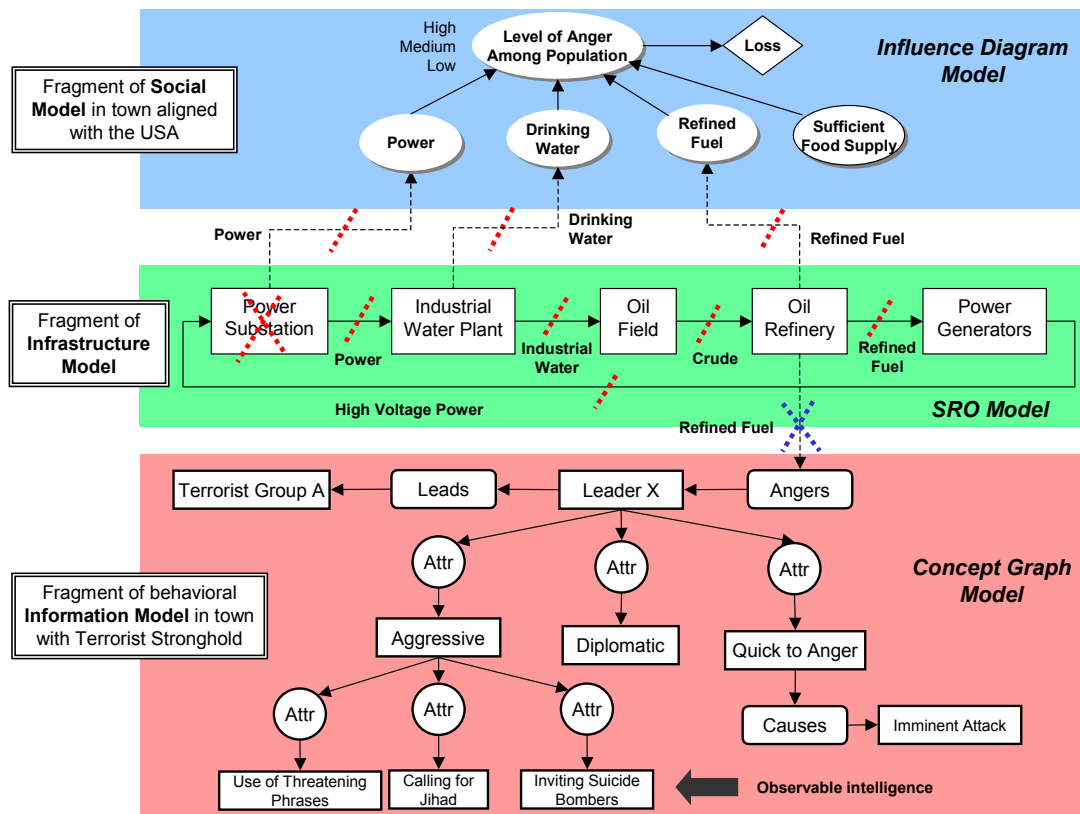 High
Medium
Low
Level of Anger
Among Population
Loss
Influence Diagram
Model
Fragment of Social
Model in town aligned
with the USA
Power
Drinking
Water
Refined
Fuel
Sufficient
Food Supply
Power
Drinking
Water
Refined Fuel
Fragment of
Infrastructure
Model
Power
Substation
Industrial
Water Plant
Oil
Field
Oil
Refinery
Power
Generators
Power
Industrial
Water
Crude
Refined
Fuel
High Voltage Power
SRO Model
Refined Fuel
Terrorist Group A
Leads
Leader X
Angers
Fragment of behavioral
Information Model in town
with Terrorist Stronghold
Attr
Attr
Attr
Concept Graph
Model
Aggressive
Diplomatic
Quick to Anger
Attr
Attr
Attr
Causes
Imminent Attack
Use of Threatening
Phrases
Calling for
Jihad
Inviting Suicide
Bombers
Observable intelligence